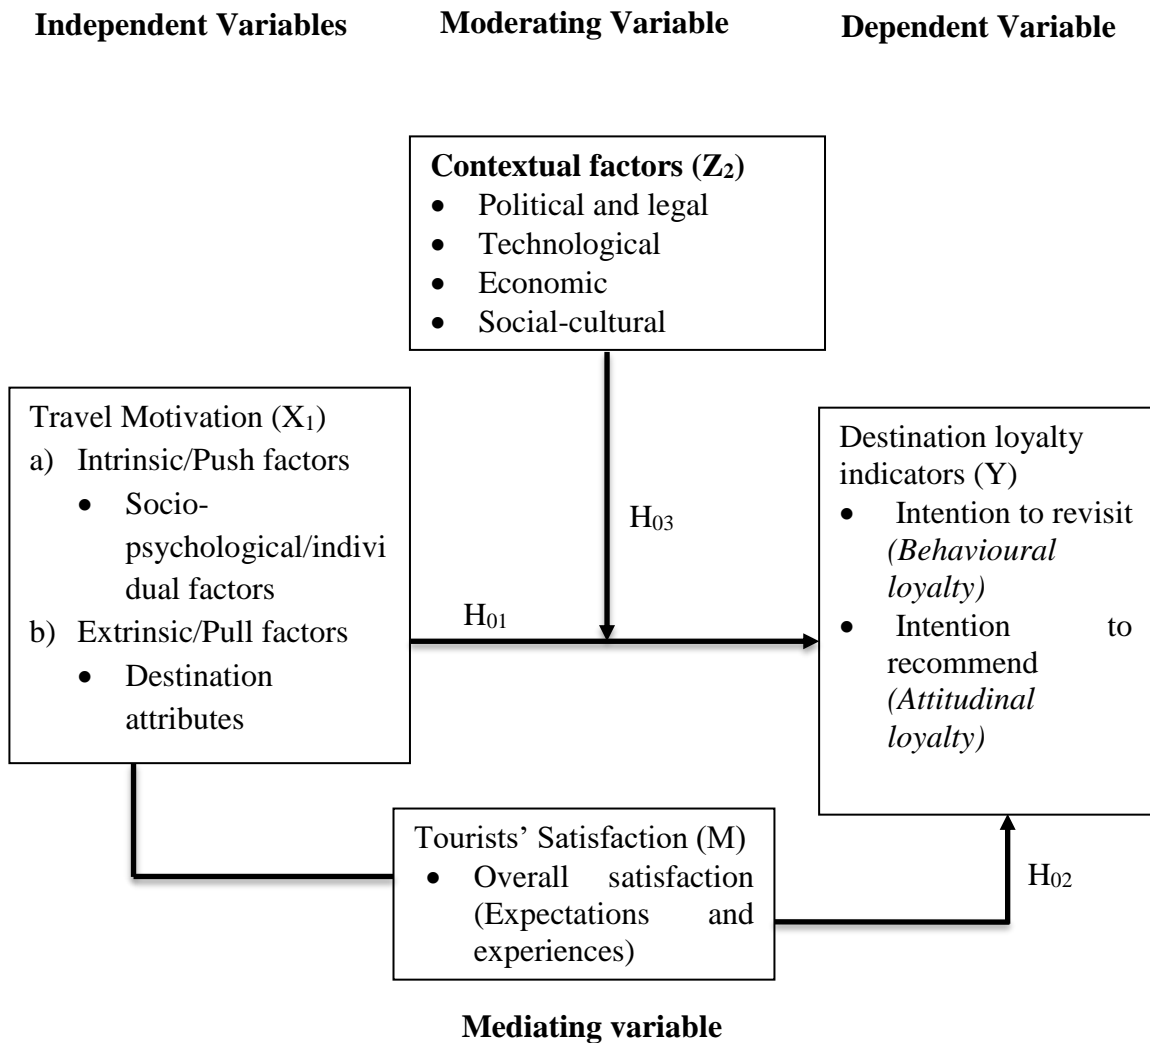 Independent Variables
Moderating Variable
Dependent Variable
Contextual factors (Z₂)
• Political and legal
• Technological
• Economic
• Social-cultural
Travel Motivation (X₁)
a) Intrinsic/Push factors
• Socio-
psychological/indivi
dual factors
b) Extrinsic/Pull factors
• Destination
attributes
H₀₁
H₀₃
Destination loyalty
indicators (Y)
• Intention to revisit
(Behavioural
loyalty)
• Intention to
recommend
(Attitudinal
loyalty)
Tourists’ Satisfaction (M)
• Overall satisfaction
(Expectations and
experiences)
H₀₂
Mediating variable